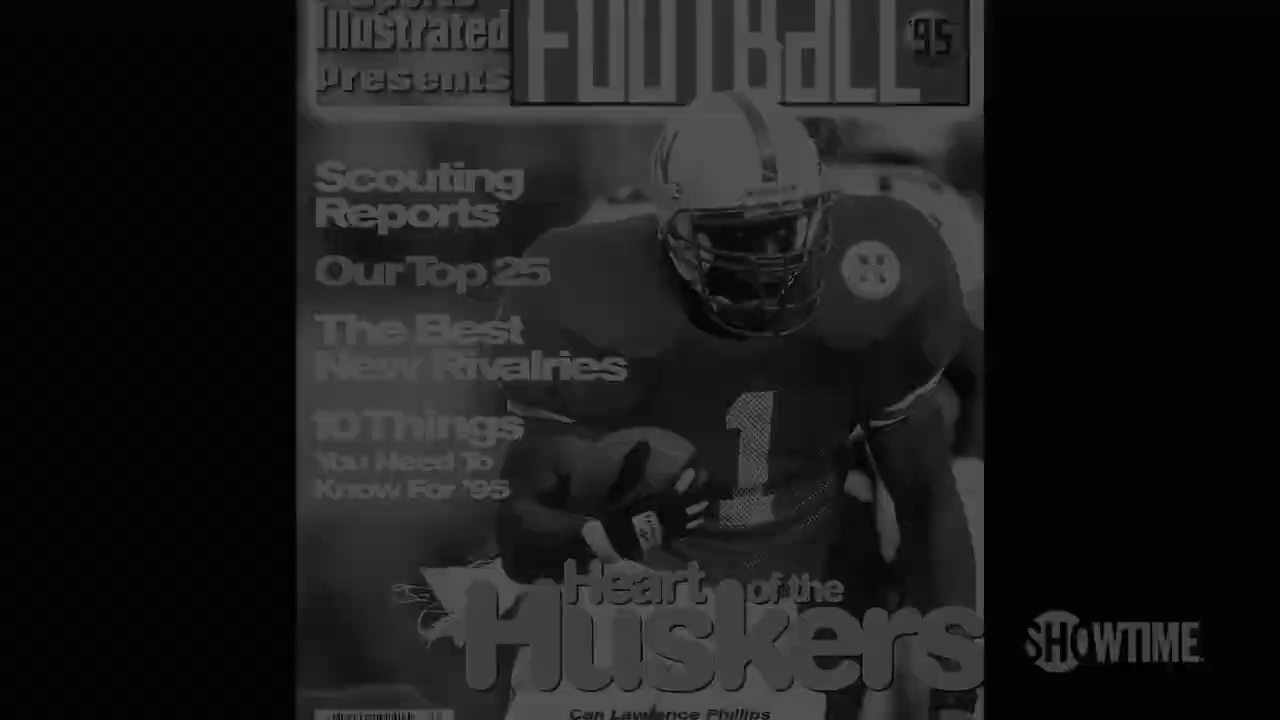 Sports
Illustrated
Presents
FOOTBALL
'95
Scouting
Reports
Our Top 25
The Best
New Rivalries
10 Things
You Need To
Know For '95
1
N
Heart of the
Huskers
Can Lawrence Phillips
SHOWTIME